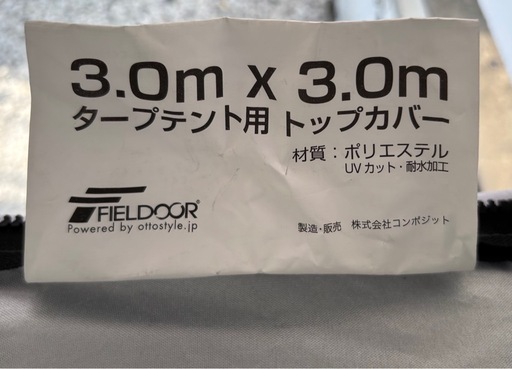 3.0m x 3.0m
タープテント用 トップカバー
材質：ポリエステル
UVカット・耐水加工
FIELDOOR®
Powered by ottostyle.jp
製造・販売 株式会社コンポジット